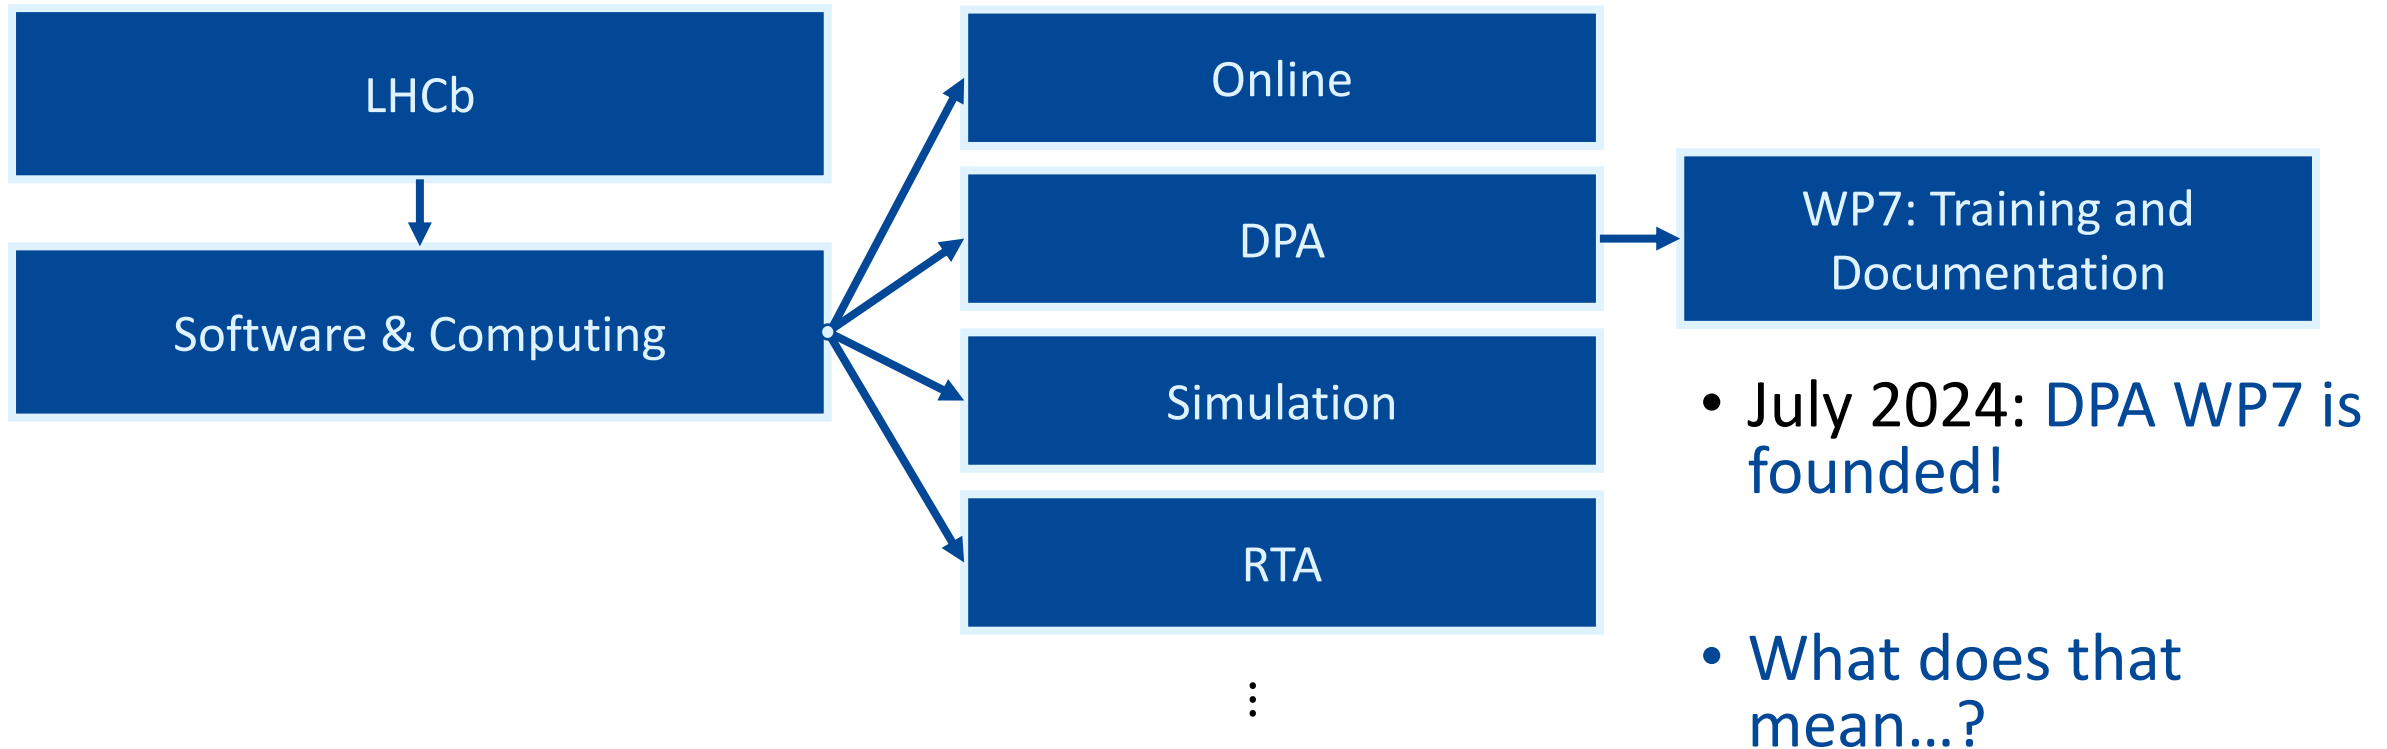 LHCb
Software & Computing
Online
DPA
Simulation
RTA
⋮
WP7: Training and
Documentation
• July 2024: DPA WP7 is
founded!
• What does that
mean...?